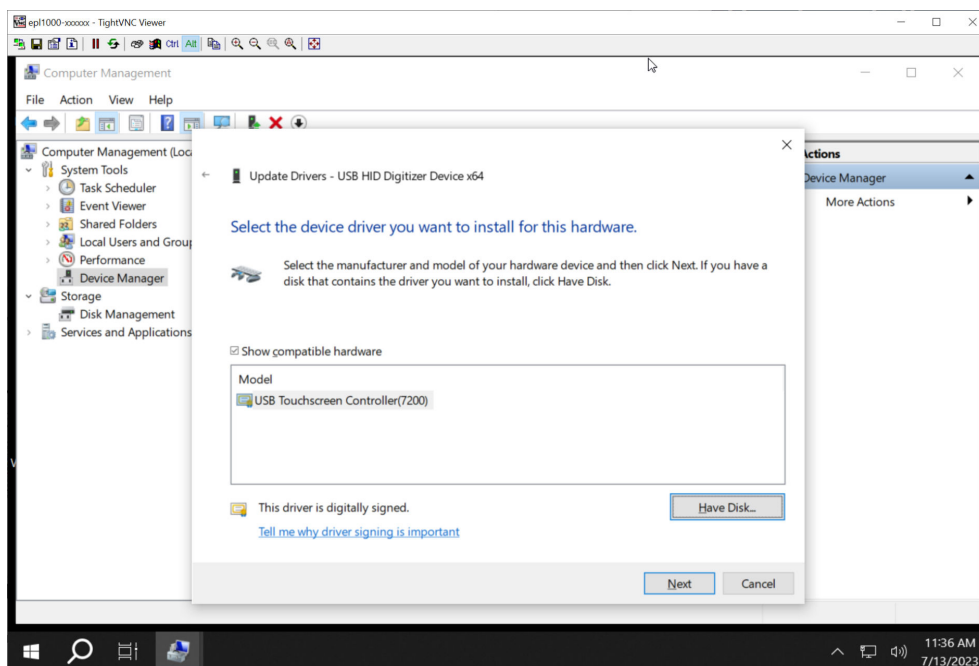 epl1000-xxxxxx - TightVNC Viewer
Ctrl Alt
Computer Management
File Action View Help
Computer Management (Loca
System Tools
Task Scheduler
Event Viewer
Shared Folders
Local Users and Group
Performance
Device Manager
Storage
Disk Management
Services and Applications
Update Drivers - USB HID Digitizer Device x64
Select the device driver you want to install for this hardware.
Select the manufacturer and model of your hardware device and then click Next. If you have a
disk that contains the driver you want to install, click Have Disk.
Show compatible hardware
Model
USB Touchscreen Controller(7200)
This driver is digitally signed.
Tell me why driver signing is important
Have Disk...
Next Cancel
Actions
Device Manager
More Actions
11:36 AM
7/13/2023